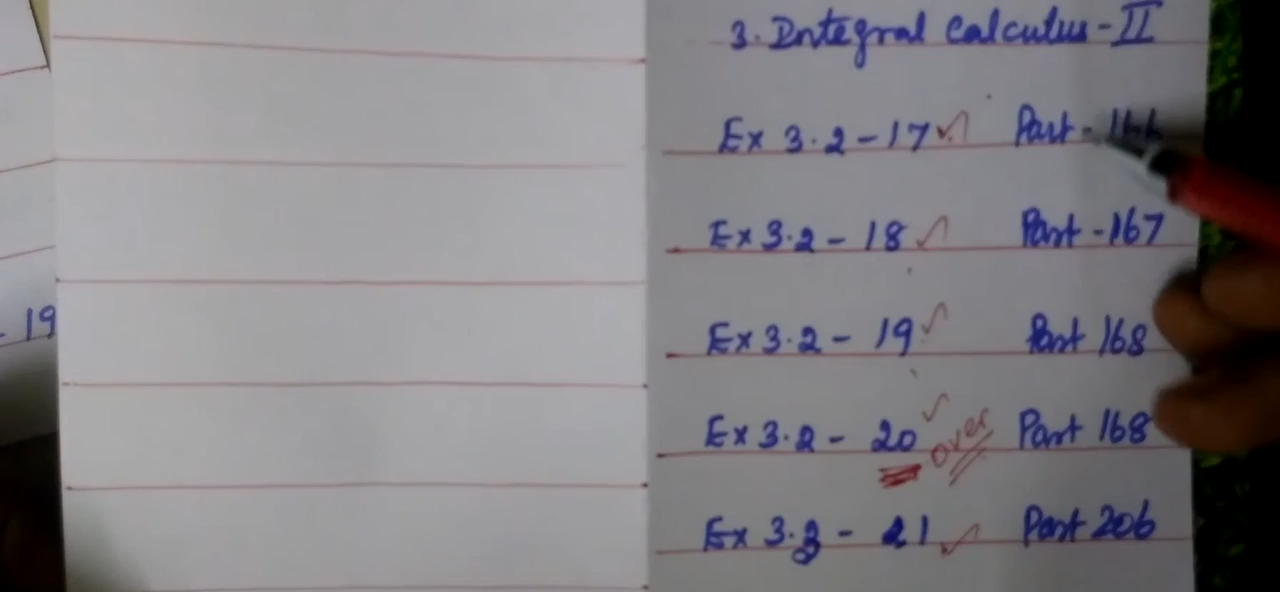 3. Integral Calculus - II
Ex 3.2 - 17 ✓ Part - 166
Ex 3.2 - 18 ✓ Part - 167
Ex 3.2 - 19 ✓ Part 168
- 19
Ex 3.2 - 20 ✓ over Part 168
Ex 3.3 - 21 ✓ Part 206